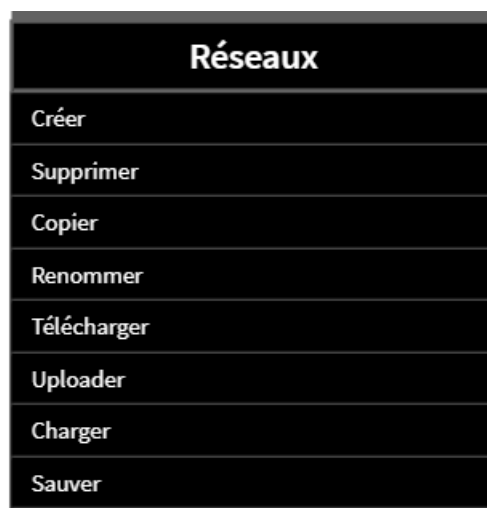 Réseaux
Créer
Supprimer
Copier
Renommer
Télécharger
Uploader
Charger
Sauver